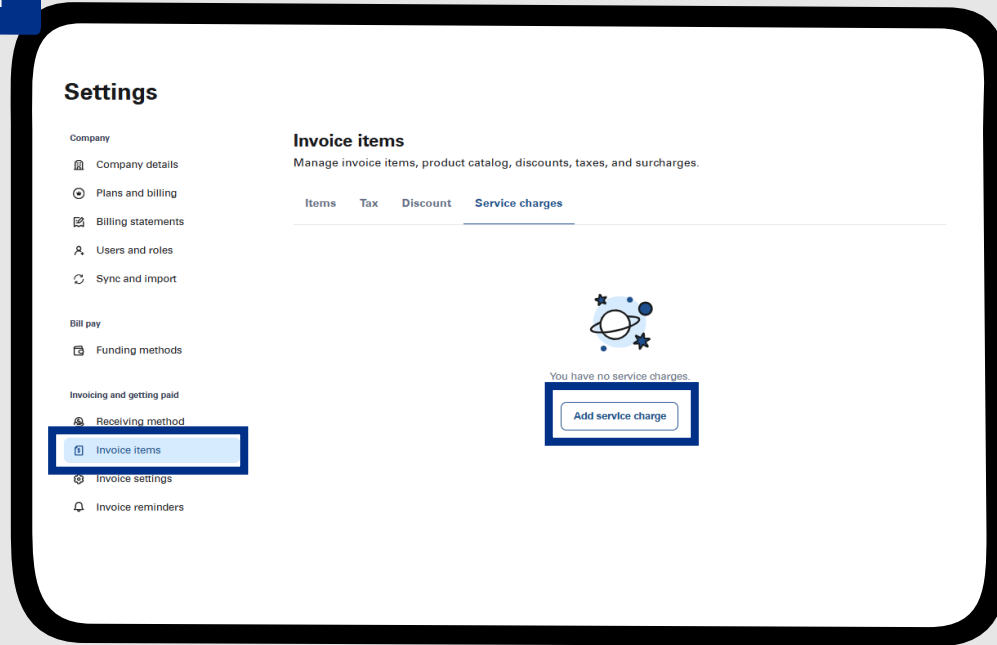 Settings
Company
Company details
Plans and billing
Billing statements
Users and roles
Sync and import
Bill pay
Funding methods
Invoicing and getting paid
Receiving method
Invoice items
Invoice settings
Invoice reminders
Invoice items
Manage invoice items, product catalog, discounts, taxes, and surcharges.
Items Tax Discount Service charges
You have no service charges.
Add service charge